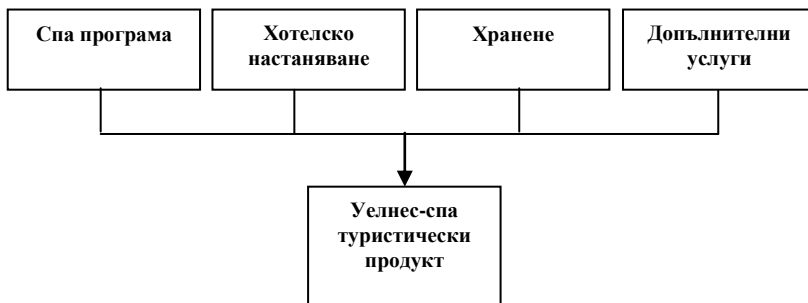 Спа програма
Хотелско
настаняване
Хранене
Допълнителни
услуги
Уелнес-спа
туристически
продукт